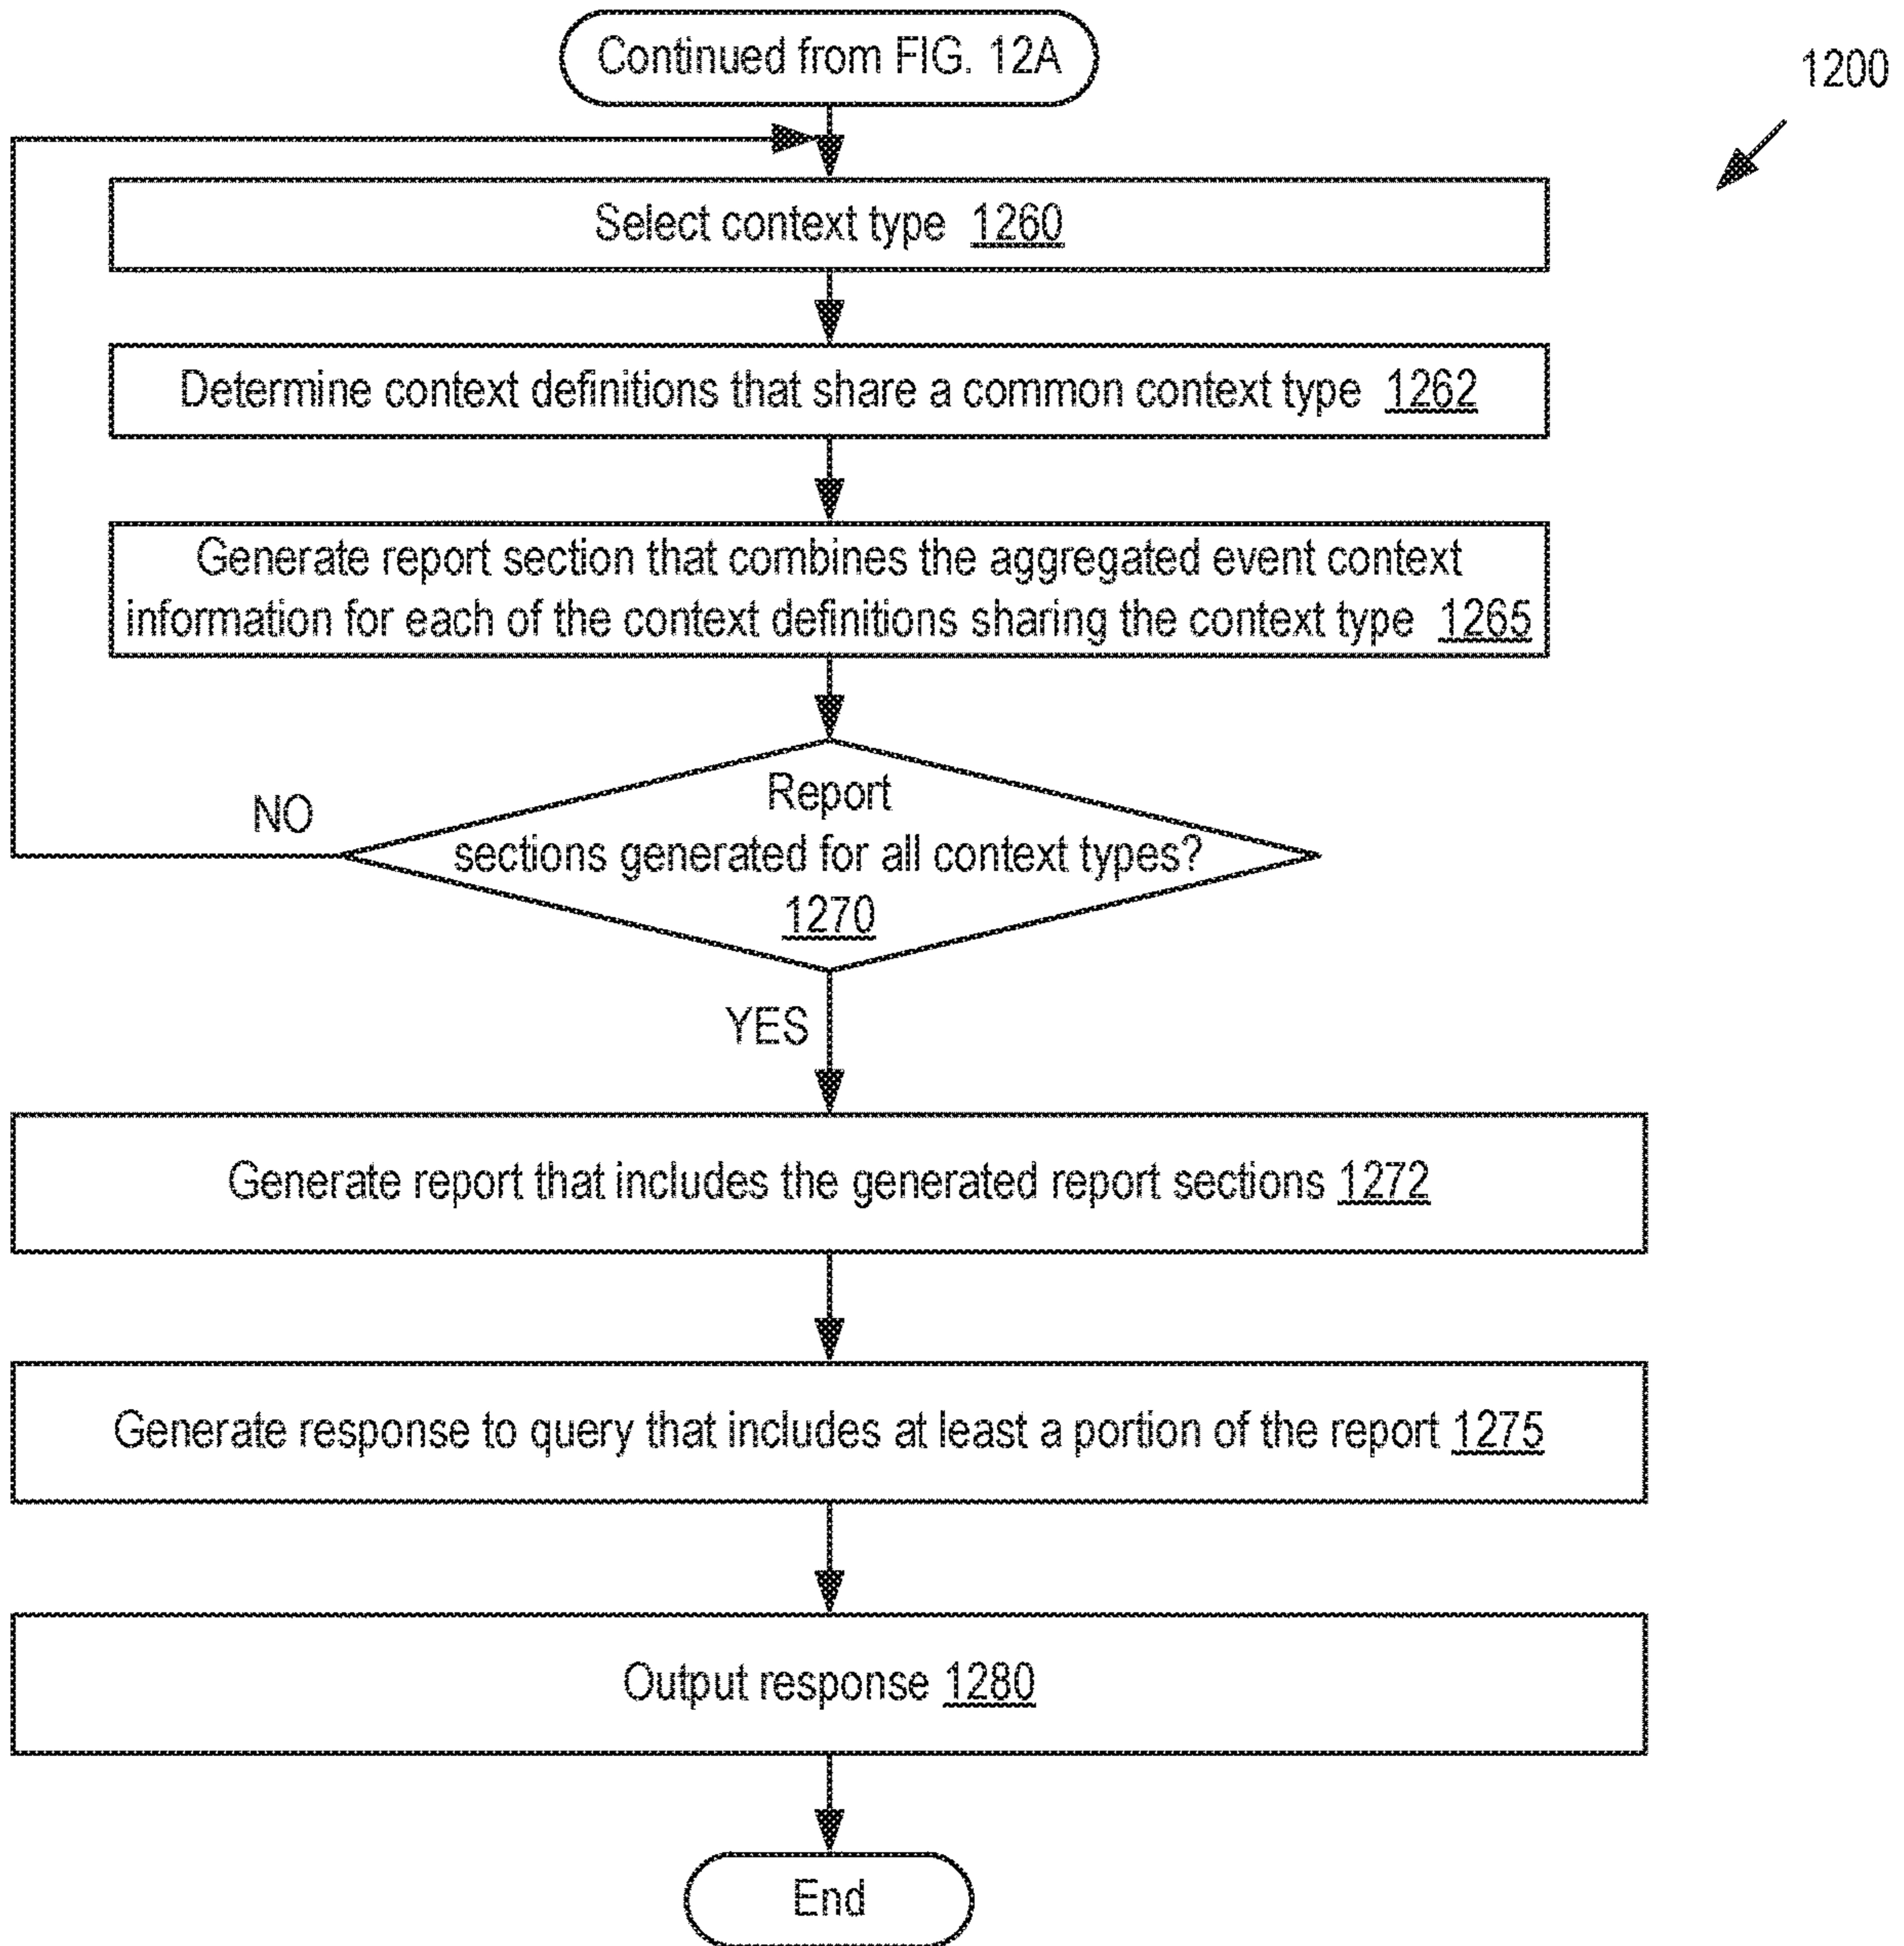 Continued from FIG. 12A
1200
Select context type 1260
Determine context definitions that share a common context type 1262
Generate report section that combines the aggregated event context
information for each of the context definitions sharing the context type 1265
Report
sections generated for all context types?
1270
NO
YES
Generate report that includes the generated report sections 1272
Generate response to query that includes at least a portion of the report 1275
Output response 1280
End